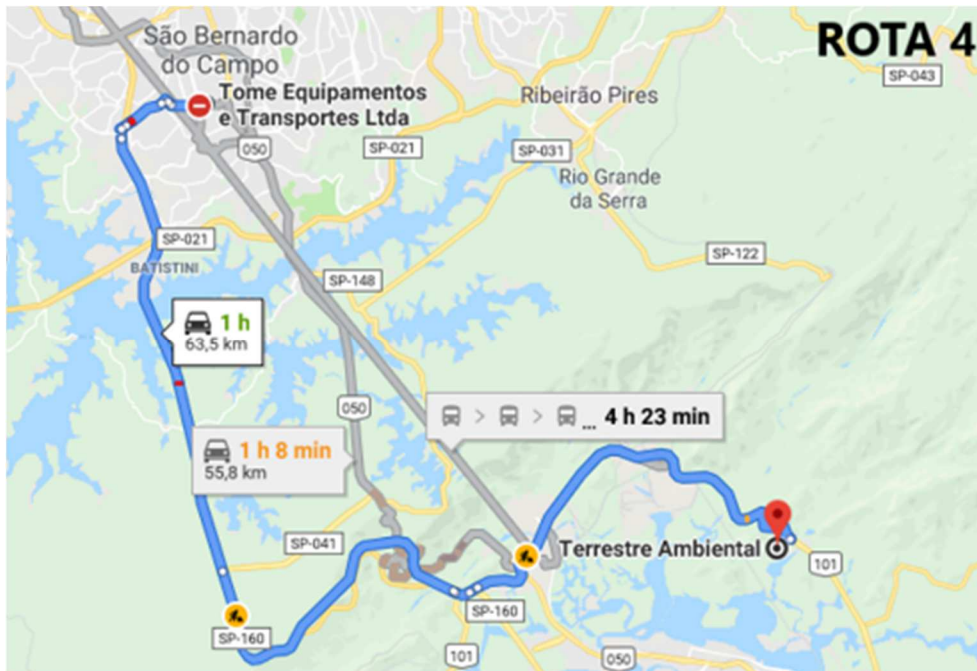 ROTA 4
São Bernardo
do Campo
SP-043
Tome Equipamentos
e Transportes Ltda
Ribeirão Pires
050
SP-021
SP-031
Rio Grande
da Serra
SP-021
SP-122
BATISTINI
SP-148
1 h
63,5 km
050
> > ... 4 h 23 min
1 h 8 min
55,8 km
SP-041
Terrestre Ambiental
101
SP-160
SP-160
101
050